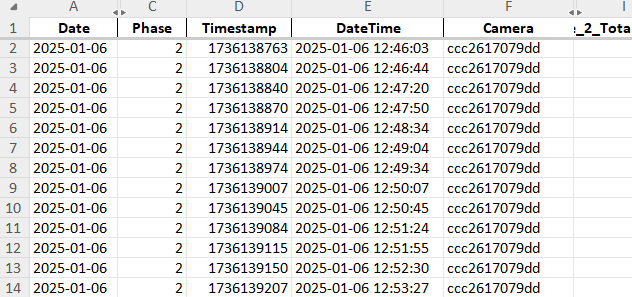 A C D E F I
1 Date Phase Timestamp DateTime Camera e_2_Tota
2 2025-01-06 2 1736138763 2025-01-06 12:46:03 ccc2617079dd
3 2025-01-06 2 1736138804 2025-01-06 12:46:44 ccc2617079dd
4 2025-01-06 2 1736138840 2025-01-06 12:47:20 ccc2617079dd
5 2025-01-06 2 1736138870 2025-01-06 12:47:50 ccc2617079dd
6 2025-01-06 2 1736138914 2025-01-06 12:48:34 ccc2617079dd
7 2025-01-06 2 1736138944 2025-01-06 12:49:04 ccc2617079dd
8 2025-01-06 2 1736138974 2025-01-06 12:49:34 ccc2617079dd
9 2025-01-06 2 1736139007 2025-01-06 12:50:07 ccc2617079dd
10 2025-01-06 2 1736139045 2025-01-06 12:50:45 ccc2617079dd
11 2025-01-06 2 1736139084 2025-01-06 12:51:24 ccc2617079dd
12 2025-01-06 2 1736139115 2025-01-06 12:51:55 ccc2617079dd
13 2025-01-06 2 1736139150 2025-01-06 12:52:30 ccc2617079dd
14 2025-01-06 2 1736139207 2025-01-06 12:53:27 ccc2617079dd